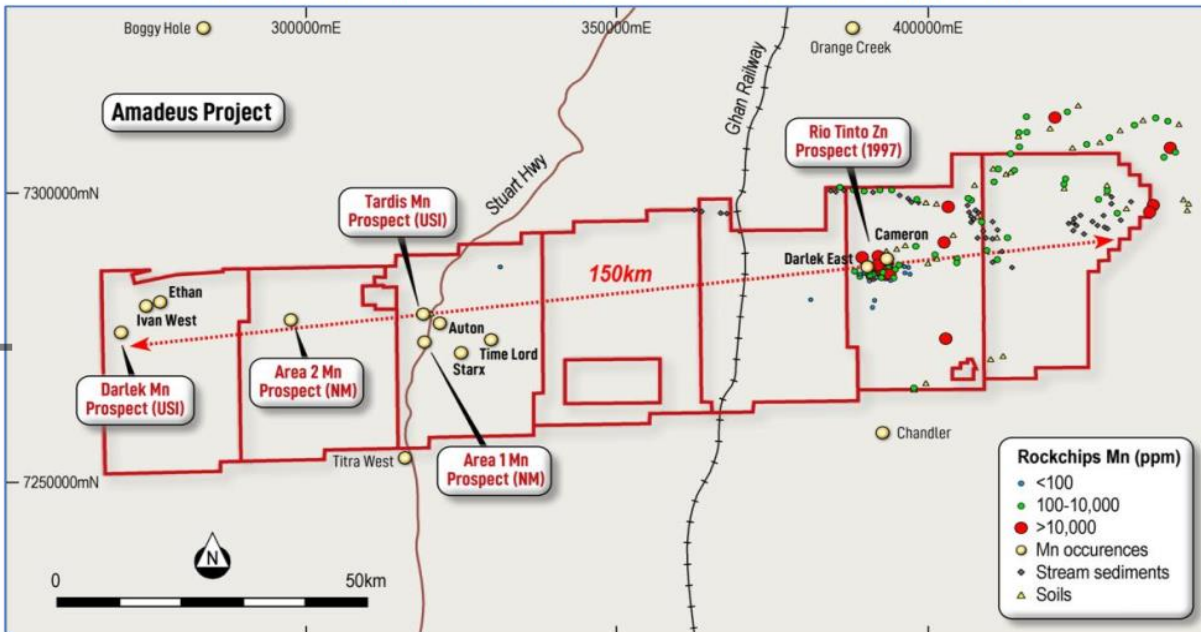 Boggy Hole
300000mE
350000mE
400000mE
Orange Creek
Amadeus Project
Stuart Hwy
Ghan Railway
Rio Tinto Zn
Prospect (1997)
7300000mN
Tardis Mn
Prospect (USI)
Cameron
Darlek East
150km
Ethan
Ivan West
Auton
Time Lord
Starx
Darlek Mn
Prospect (USI)
Area 2 Mn
Prospect (NM)
Area 1 Mn
Prospect (NM)
Titra West
Chandler
7250000mN
N
0
50km
Rockchips Mn (ppm)
<100
100-10,000
>10,000
Mn occurences
Stream sediments
Soils